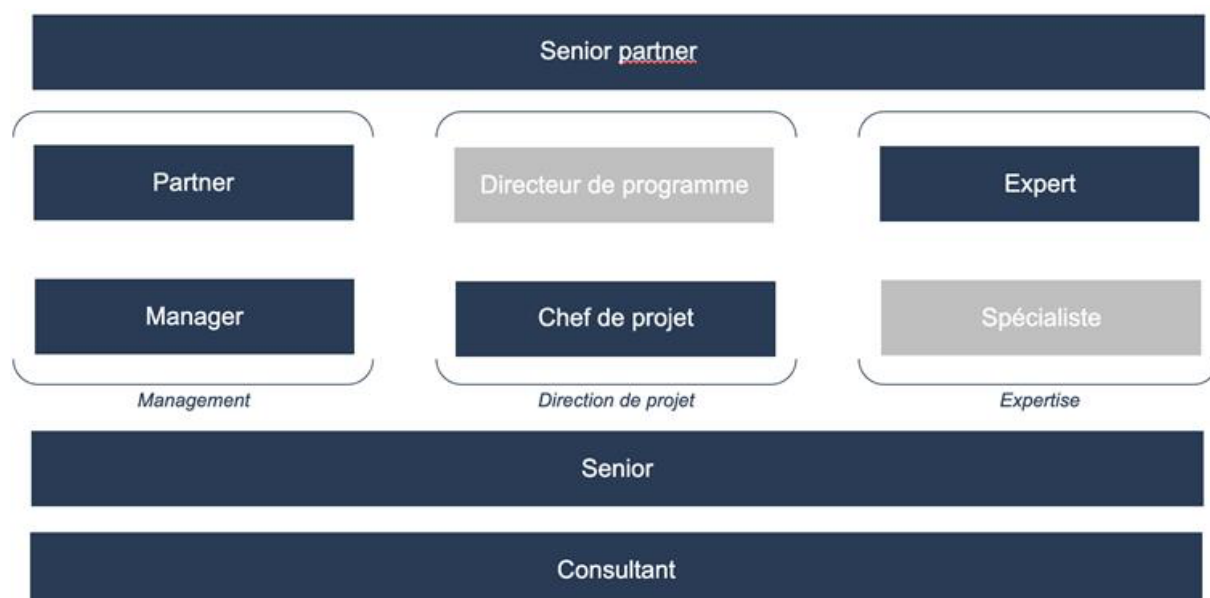 Senior partner
Partner
Directeur de programme
Expert
Manager
Chef de projet
Spécialiste
Management
Direction de projet
Expertise
Senior
Consultant